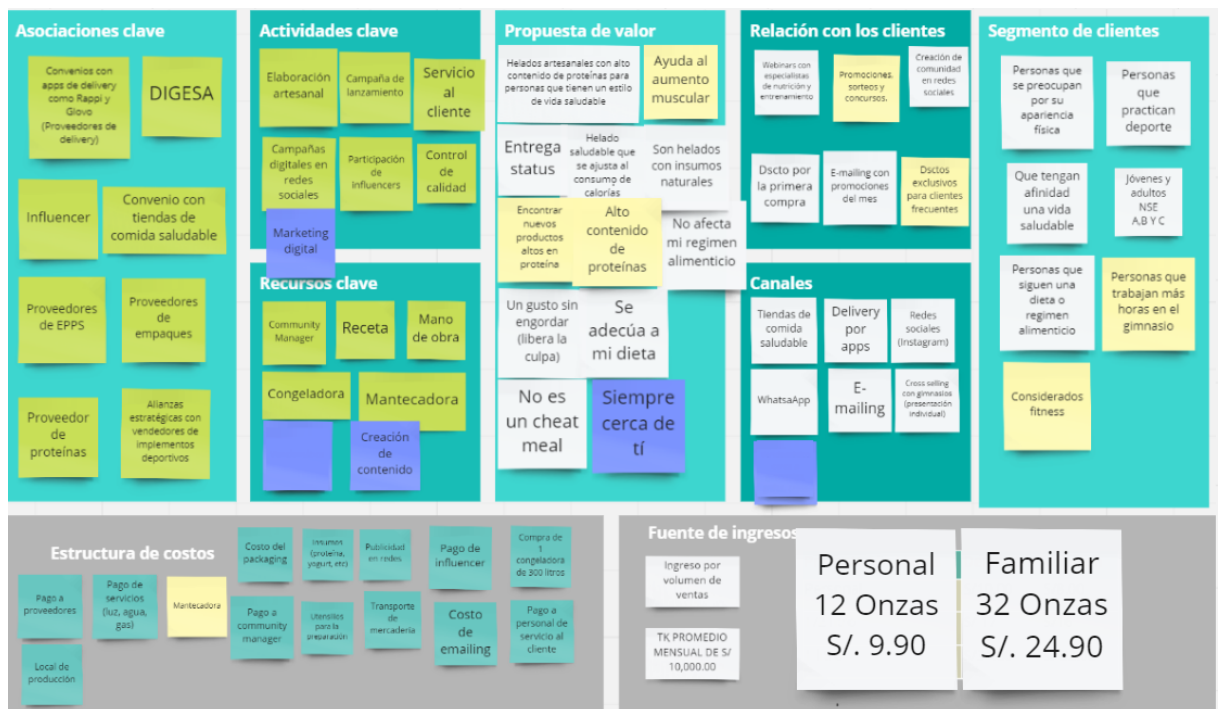 Asociaciones clave
Convenios con
apps de delivery
como Rappi y
Glovo
(Proveedores de
delivery)
DIGESA
Influencer
Convenio con
tiendas de
comida saludable
Proveedores
de EPPS
Proveedores
de
empaques
Proveedor
de
proteínas
Alianzas
estratégicas con
vendedores de
implementos
deportivos
Actividades clave
Elaboración
artesanal
Campaña de
lanzamiento
Servicio
al
cliente
Campañas
digitales en
redes
sociales
Participación
de
Influencers
Control
de
calidad
Marketing
digital
Recursos clave
Community
Manager
Receta
Mano
de obra
Congeladora
Mantecadora
Creación
de
contenido
Propuesta de valor
Helados artesanales con alto
contenido de proteínas para
personas que tienen un estilo
de vida saludable
Ayuda al
aumento
muscular
Entrega
status
Helado
saludable que
se ajusta al
consumo de
calorías
Son helados
con insumos
naturales
Encontrar
nuevos
productos
altos en
proteína
Alto
contenido
de
proteínas
No afecta
mi regimen
alimenticio
Un gusto sin
engordar
(libera la
culpa)
Se
adecúa a
mi dieta
No es
un cheat
meal
Siempre
cerca de
tí
Relación con los clientes
Webinars con
especialistas
de nutrición y
entrenamiento
Promociones,
sorteos y
concursos.
Creación de
comunidad
en redes
sociales
Dscto por
la primera
compra
E-mailing con
promociones
del mes
Dsctos
exclusivos
para clientes
frecuentes
Canales
Tiendas de
comida
saludable
Delivery
por
apps
Redes
sociales
(Instagram)
WhatsaApp
E-
mailing
Cross selling
con gimnasios
(presentación
individual)
Segmento de clientes
Personas
que se preocupan
por su
apariencia
física
Personas
que
practican
deporte
Que tengan
afinidad
una vida
saludable
Jóvenes y
adultos
NSE
A,B Y C
Personas que
siguen una
dieta o
regimen
alimenticio
Personas que
trabajan más
horas en el
gimnasio
Considerados
fitness
Estructura de costos
Pago a
proveedores
Pago de
servicios
(luz, agua,
gas)
Mantecadora
Costo del
packaging
Insumos
(proteína,
yogurt, etc)
Publicidad
en redes
Pago de
influencer
Compra de
1
congeladora
de 300 litros
Pago a
community
manager
Utensilios
para la
preparación
Transporte
de
mercadería
Costo
de
emailing
Pago a
personal de
servicio al
cliente
Local de
producción
Fuente de ingresos
Ingreso por
volumen de
ventas
TK PROMEDIO
MENSUAL DE S/
10,000.00
Personal
12 Onzas
S/. 9.90
Familiar
32 Onzas
S/. 24.90